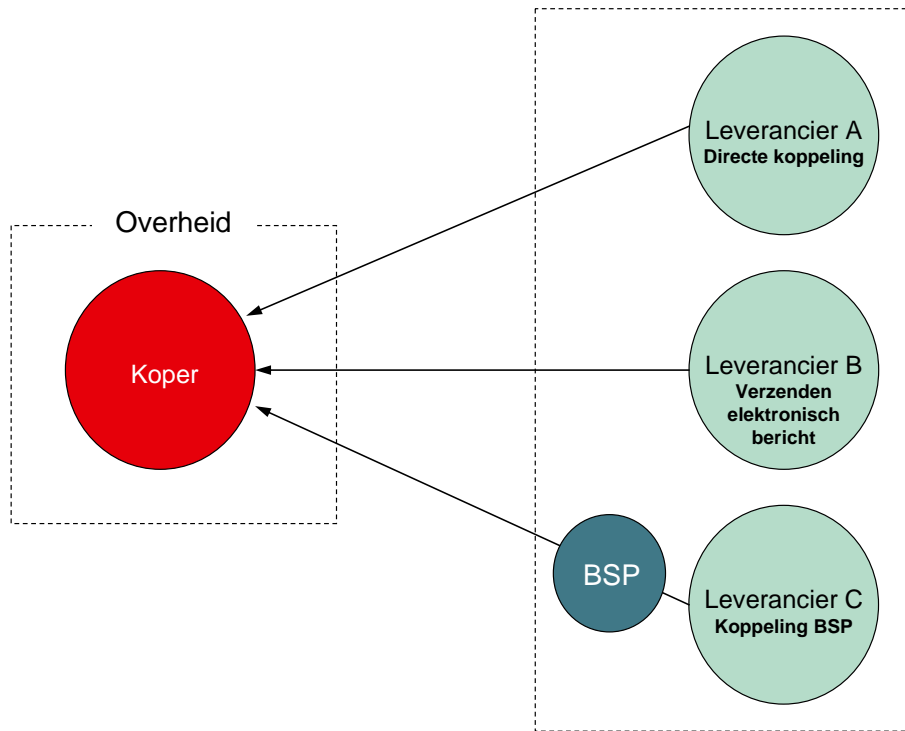 Overheid
Koper
Leverancier A
Directe koppeling
Leverancier B
Verzenden
elektronisch
bericht
BSP
Leverancier C
Koppeling BSP